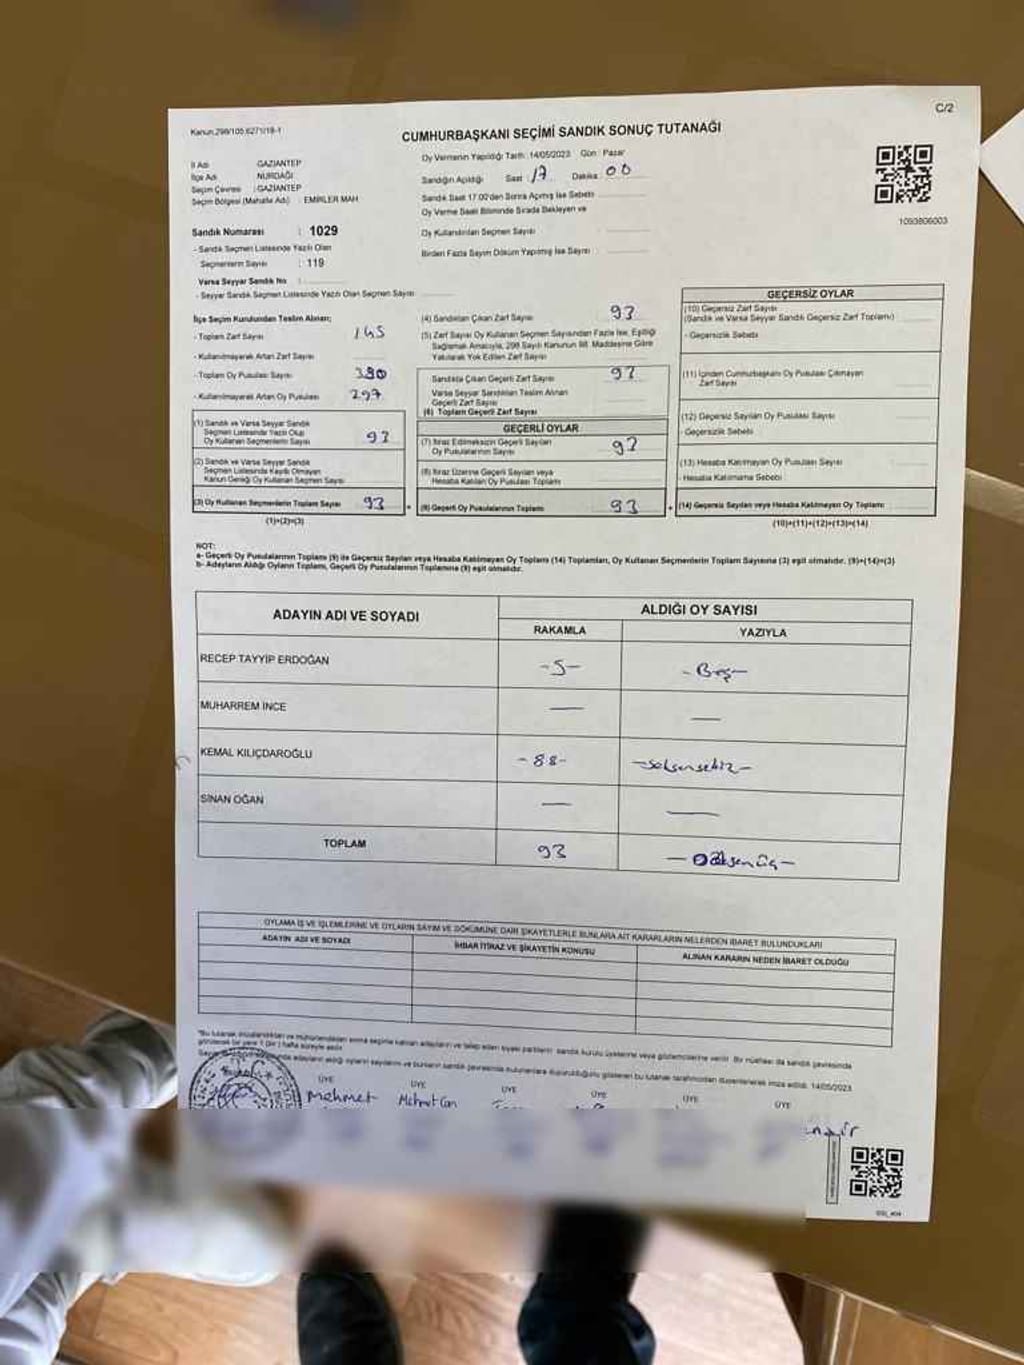 C/2
Kanun.298/105,6271/19-1
CUMHURBAŞKANI SEÇİMİ SANDIK SONUÇ TUTANAĞI
İl Adı GAZİANTEP
İlçe Adı NURDAĞI
Seçim Çevresi : GAZİANTEP
Seçim Bölgesi (Mahalle Adı) : EMİRLER MAH
Oy Vermenin Yapıldığı Tarih :14/05/2023 Gün : Pazar
Sandığın Açıldığı Saat : 17 Dakika : 00
Sandık Saat 17.00'den Sonra Açılmış İse Sebebi
Oy Verme Saati Bitiminde Sırada Bekleyen ve
Oy Kullandırılan Seçmen Sayısı :
Birden Fazla Sayım Döküm Yapılmış İse Sayısı :
1093806003
Sandık Numarası : 1029
- Sandık Seçmen Listesinde Yazılı Olan
Seçmenlerin Sayısı : 119
Varsa Seyyar Sandık No :
- Seyyar Sandık Seçmen Listesinde Yazılı Olan Seçmen Sayısı
İlçe Seçim Kurulundan Teslim Alınan;
- Toplam Zarf Sayısı 145
- Kullanılmayarak Artan Zarf Sayısı
- Toplam Oy Pusulası Sayısı 390
- Kullanılmayarak Artan Oy Pusulası 297
(1) Sandık ve Varsa Seyyar Sandık
Seçmen Listesinde Yazılı Olup
Oy Kullanan Seçmenlerin Sayısı 93
(2) Sandık ve Varsa Seyyar Sandık
Seçmen Listesinde Kayıtlı Olmayan
Kanun Gereği Oy Kullanan Seçmen Sayısı
(3) Oy Kullanan Seçmenlerin Toplam Sayısı 93
(1)+(2)=(3)
(4) Sandıktan Çıkan Zarf Sayısı 93
(5) Zarf Sayısı Oy Kullanan Seçmen Sayısından Fazla İse, Eşitliği
Sağlamak Amacıyla, 298 Sayılı Kanunun 98. Maddesine Göre
Yakılarak Yok Edilen Zarf Sayısı
Sandıkta Çıkan Geçerli Zarf Sayısı 93
Varsa Seyyar Sandıktan Teslim Alınan
Geçerli Zarf Sayısı
(6) Toplam Geçerli Zarf Sayısı
GEÇERLİ OYLAR
(7) İtiraz Edilmeksizin Geçerli Sayılan
Oy Pusulalarının Sayısı 93
(8) İtiraz Üzerine Geçerli Sayılan veya
Hesaba Katılan Oy Pusulası Toplamı
(9) Geçerli Oy Pusulalarının Toplamı 93
GEÇERSİZ OYLAR
(10) Geçersiz Zarf Sayısı
(Sandık ve Varsa Seyyar Sandık Geçersiz Zarf Toplamı)
- Geçersizlik Sebebi
(11) İçinden Cumhurbaşkanı Oy Pusulası Çıkmayan
Zarf Sayısı
(12) Geçersiz Sayılan Oy Pusulası Sayısı
- Geçersizlik Sebebi
(13) Hesaba Katılmayan Oy Pusulası Sayısı
- Hesaba Katılmama Sebebi
(14) Geçersiz Sayılan veya Hesaba Katılmayan Oy Toplamı
(10)+(11)+(12)+(13)=(14)
NOT:
a- Geçerli Oy Pusulalarının Toplamı (9) ile Geçersiz Sayılan veya Hesaba Katılmayan Oy Toplamı (14) Toplamları, Oy Kullanan Seçmenlerin Toplam Sayısına (3) eşit olmalıdır. (9)+(14)=(3)
b- Adayların Aldığı Oyların Toplamı, Geçerli Oy Pusulalarının Toplamına (9) eşit olmalıdır.
ADAYIN ADI VE SOYADI ALDIĞI OY SAYISI
RAKAMLA YAZIYLA
RECEP TAYYİP ERDOĞAN -5- -Beş-
MUHARREM İNCE — —
KEMAL KILIÇDAROĞLU -88- -seksensekiz-
SİNAN OĞAN — —
TOPLAM 93
OYLAMA İŞ VE İŞLEMLERİNE VE OYLARIN SAYIM VE DÖKÜMÜNE DAİR ŞİKAYETLERLE BUNLARA AİT KARARLARIN NELERDEN İBARET BULUNDUKLARI
ADAYIN ADI VE SOYADI İHBAR İTİRAZ VE ŞİKAYETİN KONUSU ALINAN KARARIN NEDEN İBARET OLDUĞU
ÜYE ÜYE ÜYE ÜYE ÜYE ÜYE
Mehmet Mehmet Can